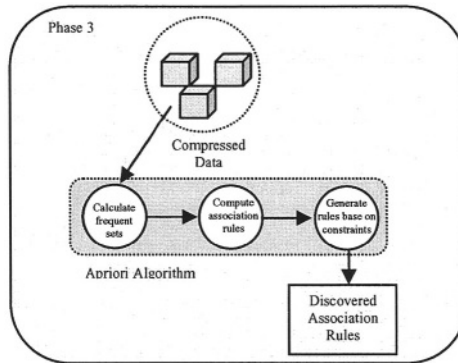 Phase 3
Compressed
Data
Calculate
frequent
sets
Compute
association
rules
Generate
rules base on
constraints
Apriori Algorithm
Discovered
Association
Rules